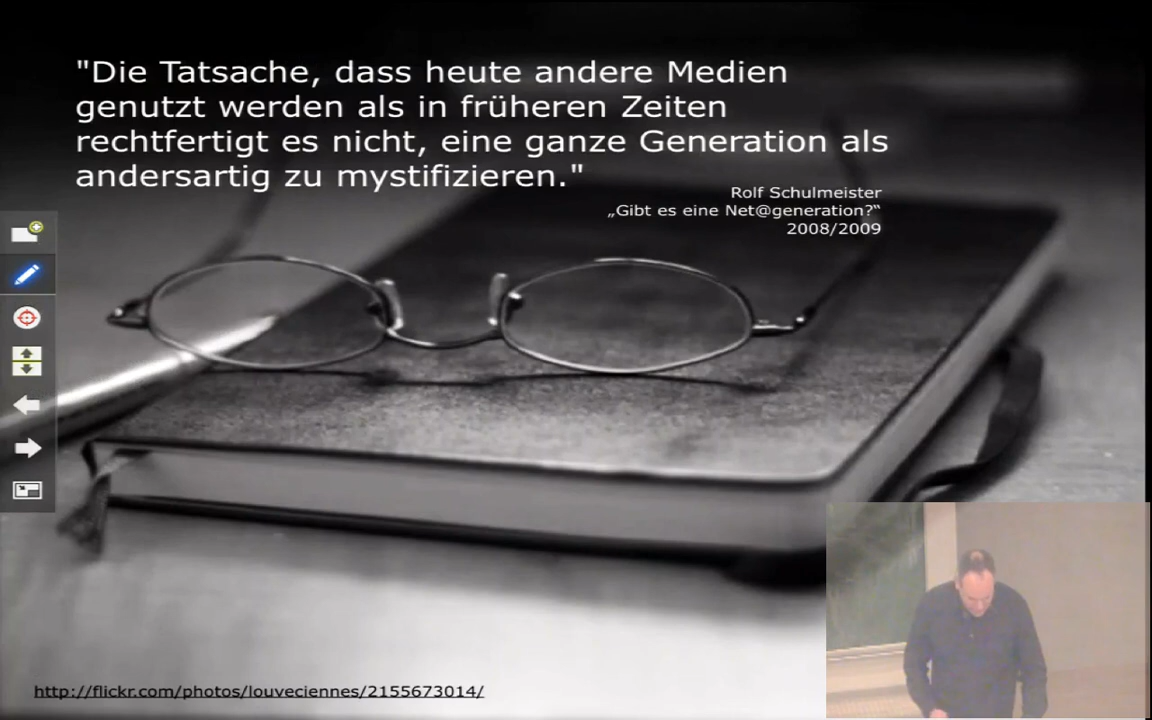 "Die Tatsache, dass heute andere Medien
genutzt werden als in früheren Zeiten
rechtfertigt es nicht, eine ganze Generation als
andersartig zu mystifizieren."
Rolf Schulmeister
„Gibt es eine Net@generation?“
2008/2009
http://flickr.com/photos/louveciennes/2155673014/